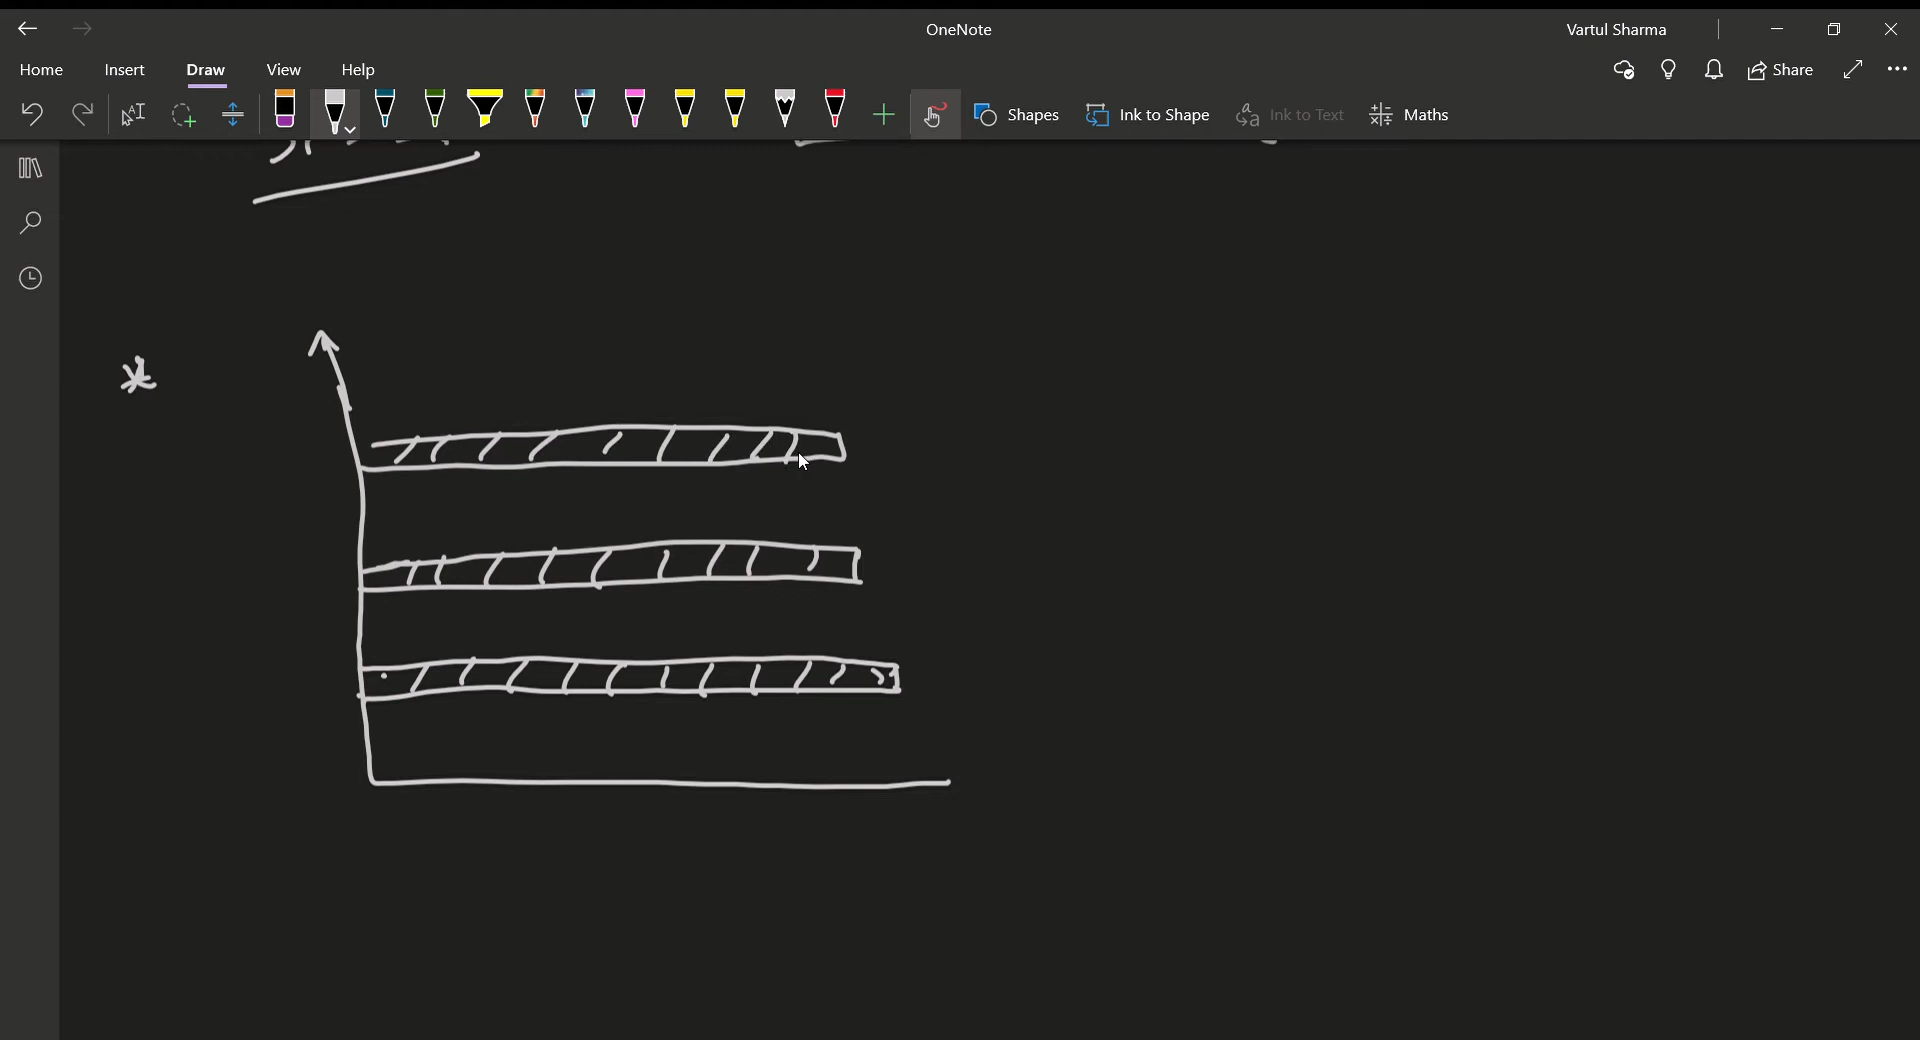 OneNote
Vartul Sharma
Home Insert Draw View Help
Share
Shapes Ink to Shape Ink to Text Maths
*